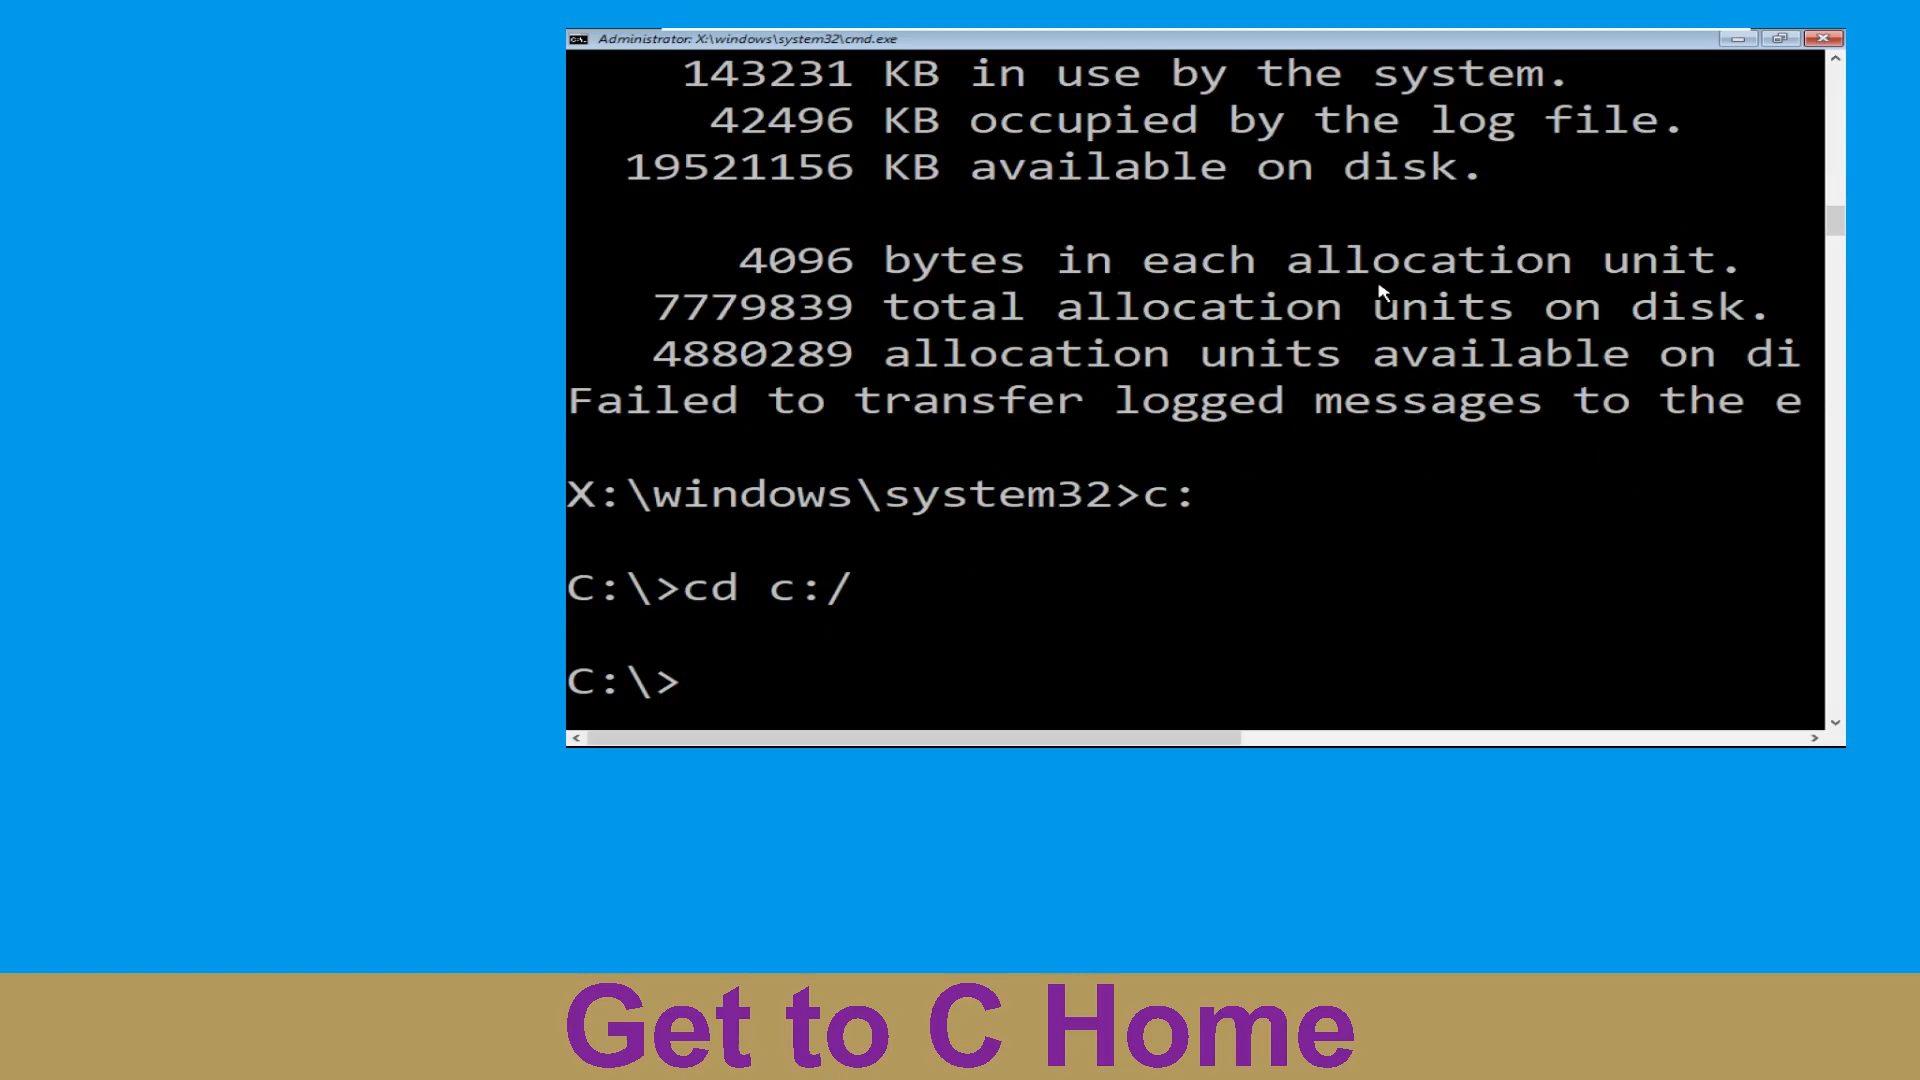 Administrator: X:\windows\system32\cmd.exe
143231 KB in use by the system.
42496 KB occupied by the log file.
19521156 KB available on disk.
4096 bytes in each allocation unit.
7779839 total allocation units on disk.
4880289 allocation units available on di
Failed to transfer logged messages to the e
X:\windows\system32>c:
C:\>cd c:/
C:\>
Get to C Home